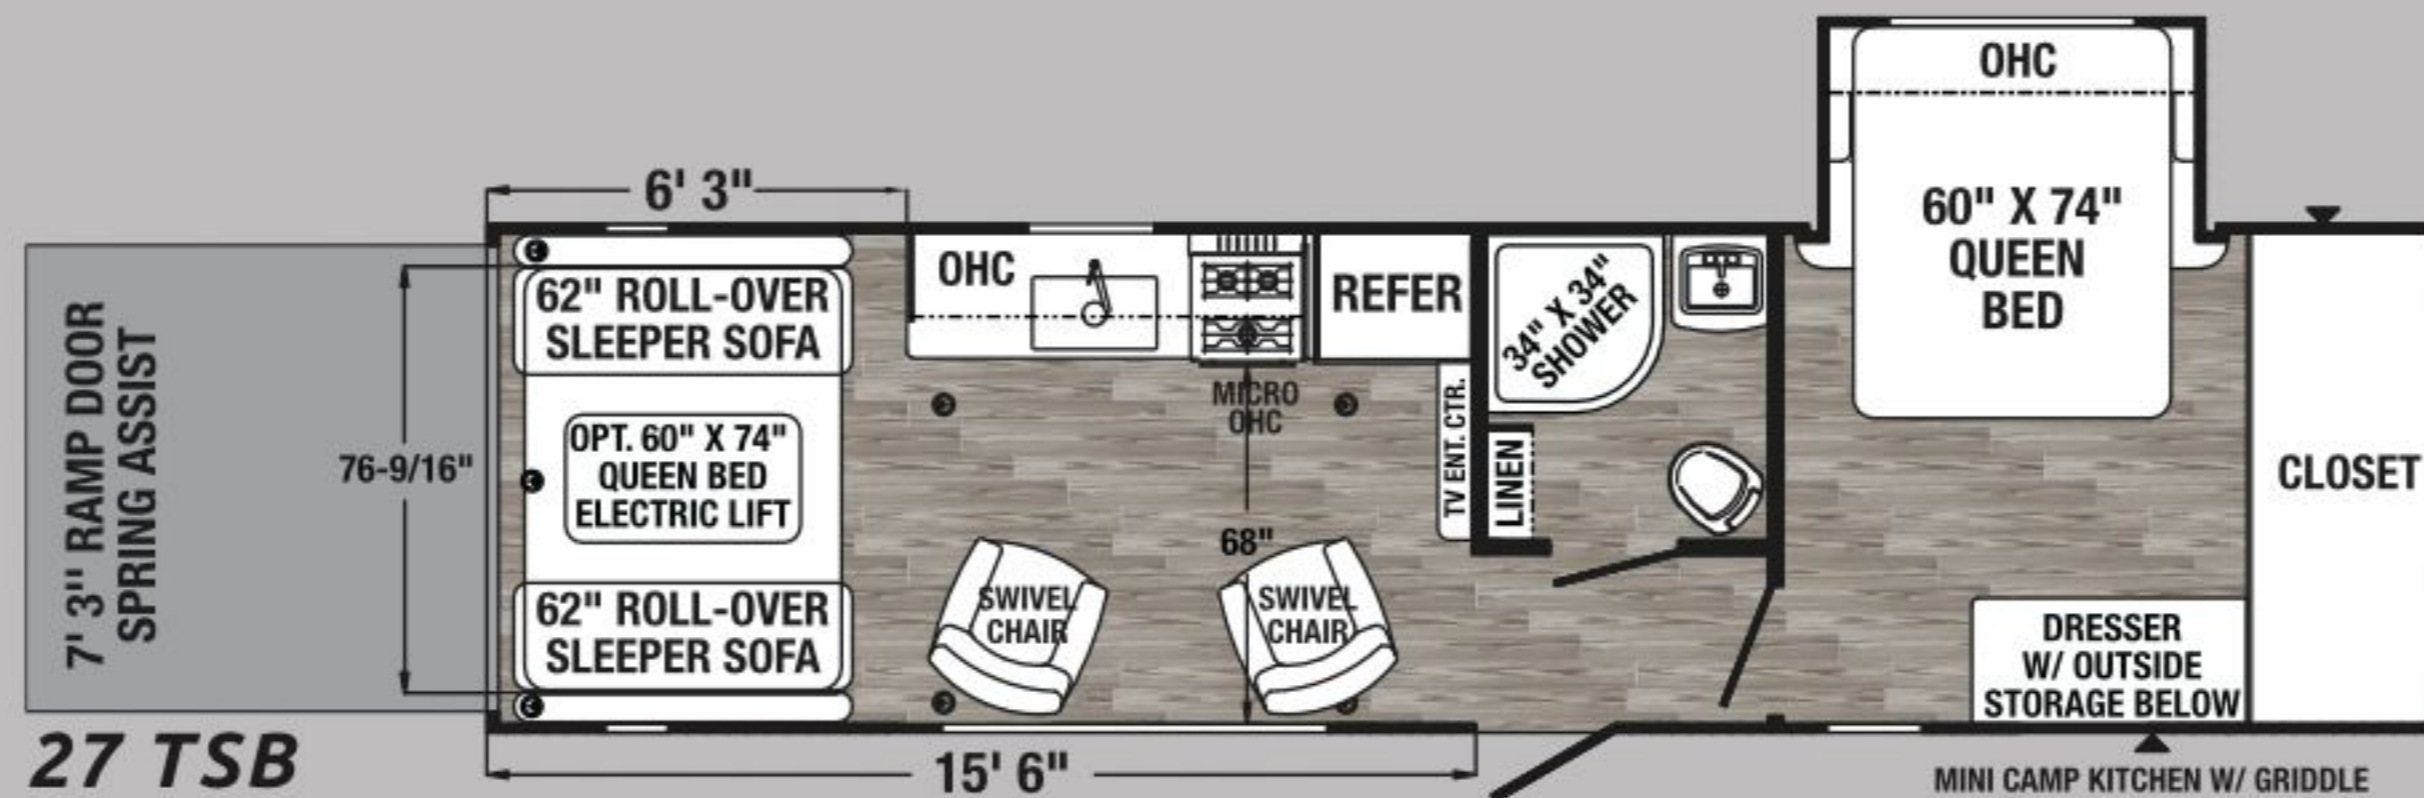 OHC
60" X 74"
QUEEN
BED
6' 3"
7' 3" RAMP DOOR
SPRING ASSIST
76-9/16"
62" ROLL-OVER
SLEEPER SOFA
OPT. 60" X 74"
QUEEN BED
ELECTRIC LIFT
62" ROLL-OVER
SLEEPER SOFA
OHC
REFER
MICRO
OHC
68"
TV ENT. CTR.
SWIVEL
CHAIR
SWIVEL
CHAIR
34" X 34"
SHOWER
LINEN
CLOSET
DRESSER
W/ OUTSIDE
STORAGE BELOW
15' 6"
27 TSB
MINI CAMP KITCHEN W/ GRIDDLE